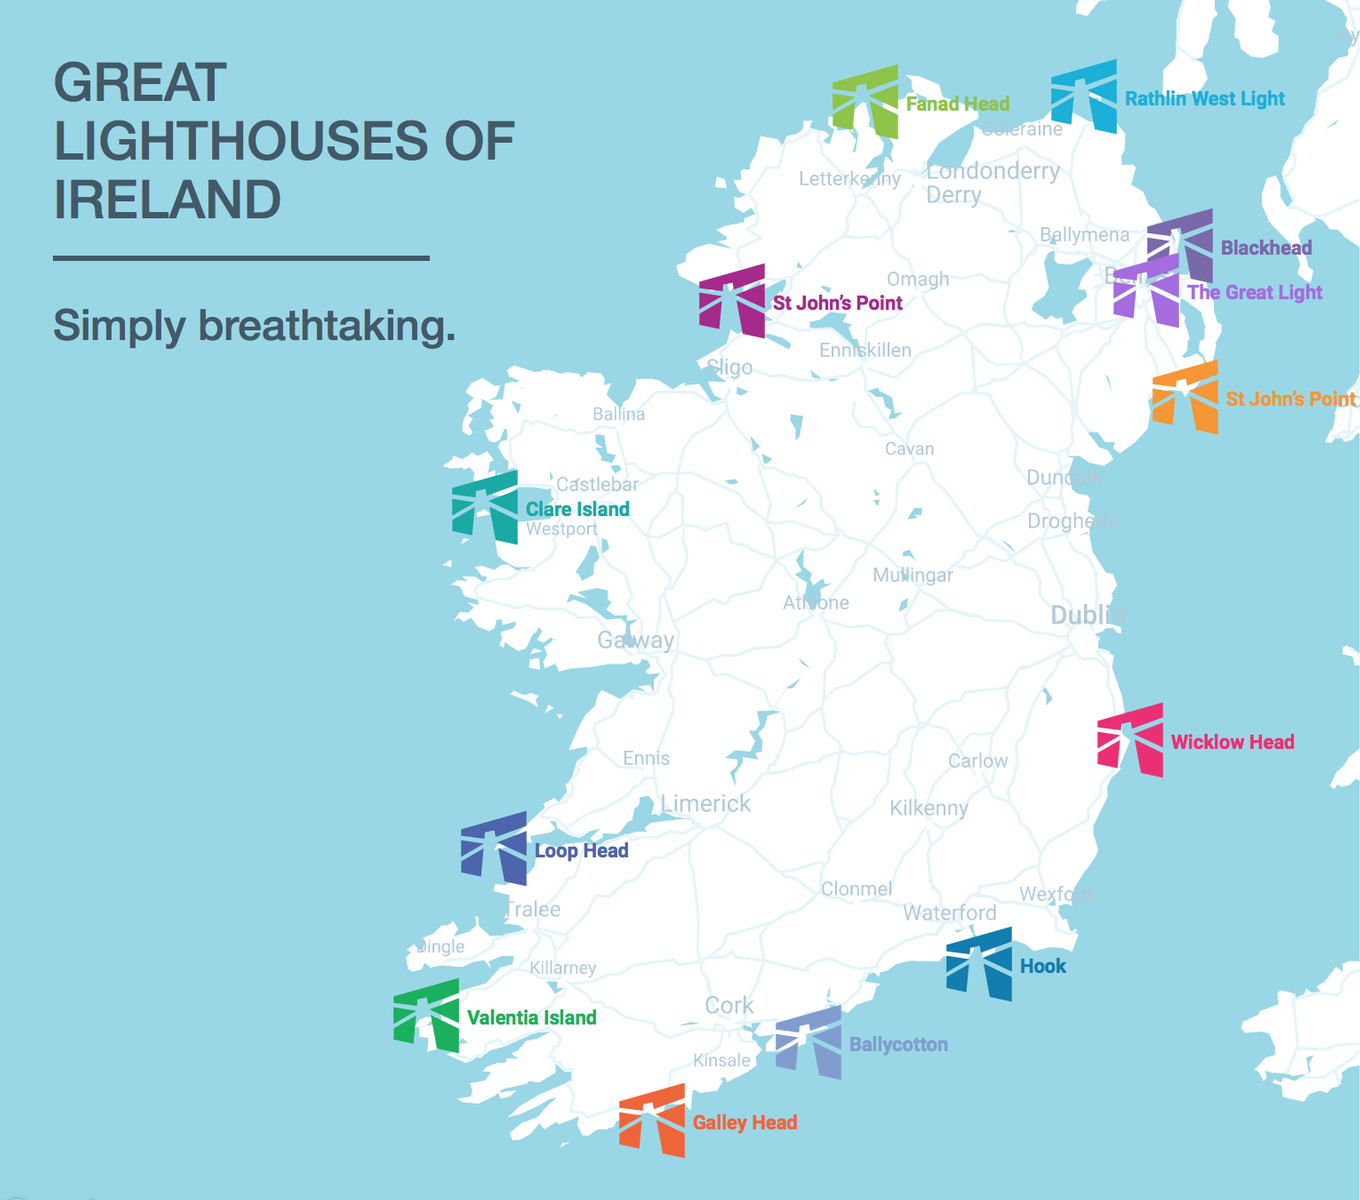 GREAT
LIGHTHOUSES OF
IRELAND
Simply breathtaking.
Fanad Head
Rathlin West Light
Coleraine
Letterkenny
Londonderry
Derry
Ballymena
Blackhead
Omagh
The Great Light
St John's Point
Enniskillen
Sligo
St John's Point
Ballina
Cavan
Castlebar
Dundalk
Clare Island
Westport
Drogheda
Mullingar
Athlone
Dublin
Galway
Wicklow Head
Ennis
Carlow
Limerick
Kilkenny
Loop Head
Clonmel
Wexford
Tralee
Waterford
Dingle
Killarney
Hook
Cork
Valentia Island
Ballycotton
Kinsale
Galley Head